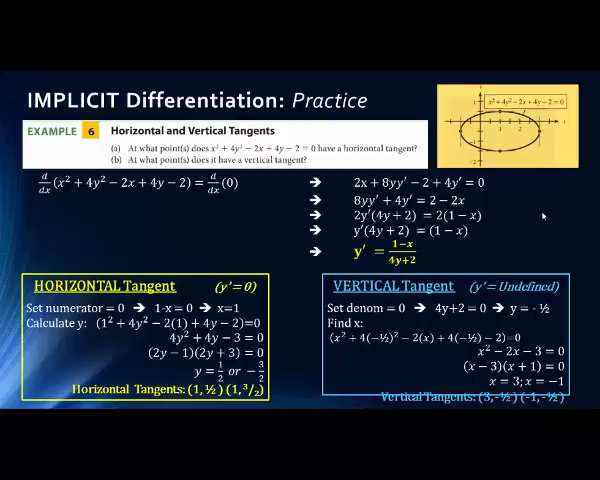 IMPLICIT Differentiation: Practice
x² + 4y² − 2x + 4y − 2 = 0
EXAMPLE 6 Horizontal and Vertical Tangents
(a) At what point(s) does x² + 4y² − 2x + 4y − 2 = 0 have a horizontal tangent?
(b) At what point(s) does it have a vertical tangent?
d/dx (x² + 4y² − 2x + 4y − 2) = d/dx (0) → 2x + 8yy′ − 2 + 4y′ = 0
→ 8yy′ + 4y′ = 2 − 2x
→ 2y′(4y + 2) = 2(1 − x)
→ y′(4y + 2) = (1 − x)
→ y′ = (1−x)/(4y+2)
HORIZONTAL Tangent (y′=0)
Set numerator = 0 → 1-x = 0 → x=1
Calculate y: (1² + 4y² − 2(1) + 4y − 2)=0
4y² + 4y − 3 = 0
(2y − 1)(2y + 3) = 0
y = 1/2 or − 3/2
Horizontal Tangents: (1, ½) (1, 3/2)
VERTICAL Tangent (y′ = Undefined)
Set denom = 0 → 4y+2 = 0 → y = - ½
Find x:
(x² + 4(−½)² − 2(x) + 4(−½) − 2)=0
x² − 2x − 3 = 0
(x − 3)(x + 1) = 0
x = 3; x = −1
Vertical Tangents: (3, -½) (-1, -½)